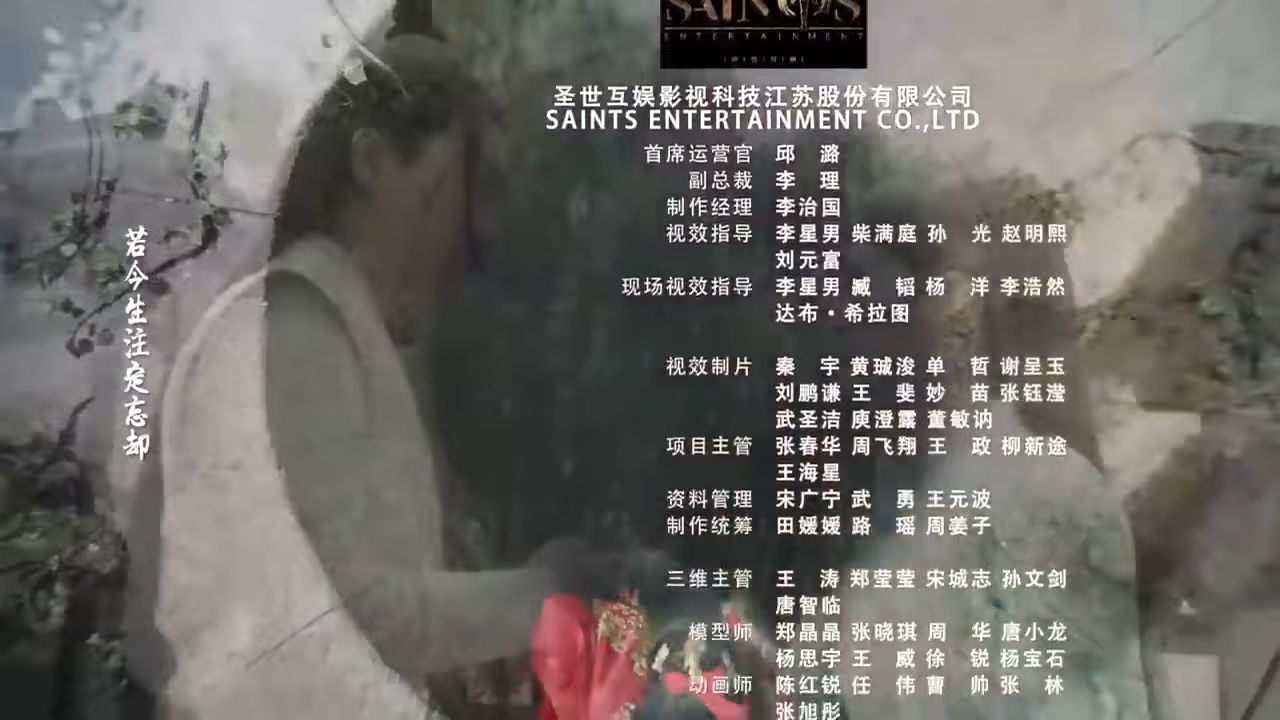 SAINTS
ENTERTAINMENT
圣世互娱影视科技江苏股份有限公司
SAINTS ENTERTAINMENT CO.,LTD
首席运营官 邱 潞
副总裁 李 理
制作经理 李治国
视效指导 李星男 柴满庭 孙 光 赵明熙
刘元富
现场视效指导 李星男 臧 韬 杨 洋 李浩然
达布·希拉图
视效制片 秦 宇 黄珹浚 单 哲 谢呈玉
刘鹏谦 王 斐 妙 苗 张钰滢
武圣洁 庾澄露 董敏讷
项目主管 张春华 周飞翔 王 政 柳新途
王海星
资料管理 宋广宁 武 勇 王元波
制作统筹 田媛媛 路 瑶 周姜子
三维主管 王 涛 郑莹莹 宋城志 孙文剑
唐智临
模型师 郑晶晶 张晓琪 周 华 唐小龙
杨思宇 王 威 徐 锐 杨宝石
动画师 陈红锐 任 伟 曹 帅 张 林
张旭彤
若今生注定忘却